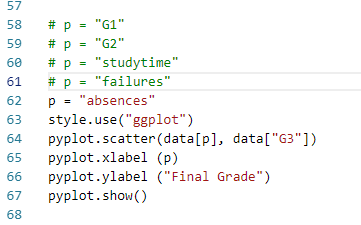 57
58 # p = "G1"
59 # p = "G2"
60 # p = "studytime"
61 # p = "failures"
62 p = "absences"
63 style.use("ggplot")
64 pyplot.scatter(data[p], data["G3"])
65 pyplot.xlabel (p)
66 pyplot.ylabel ("Final Grade")
67 pyplot.show()
68